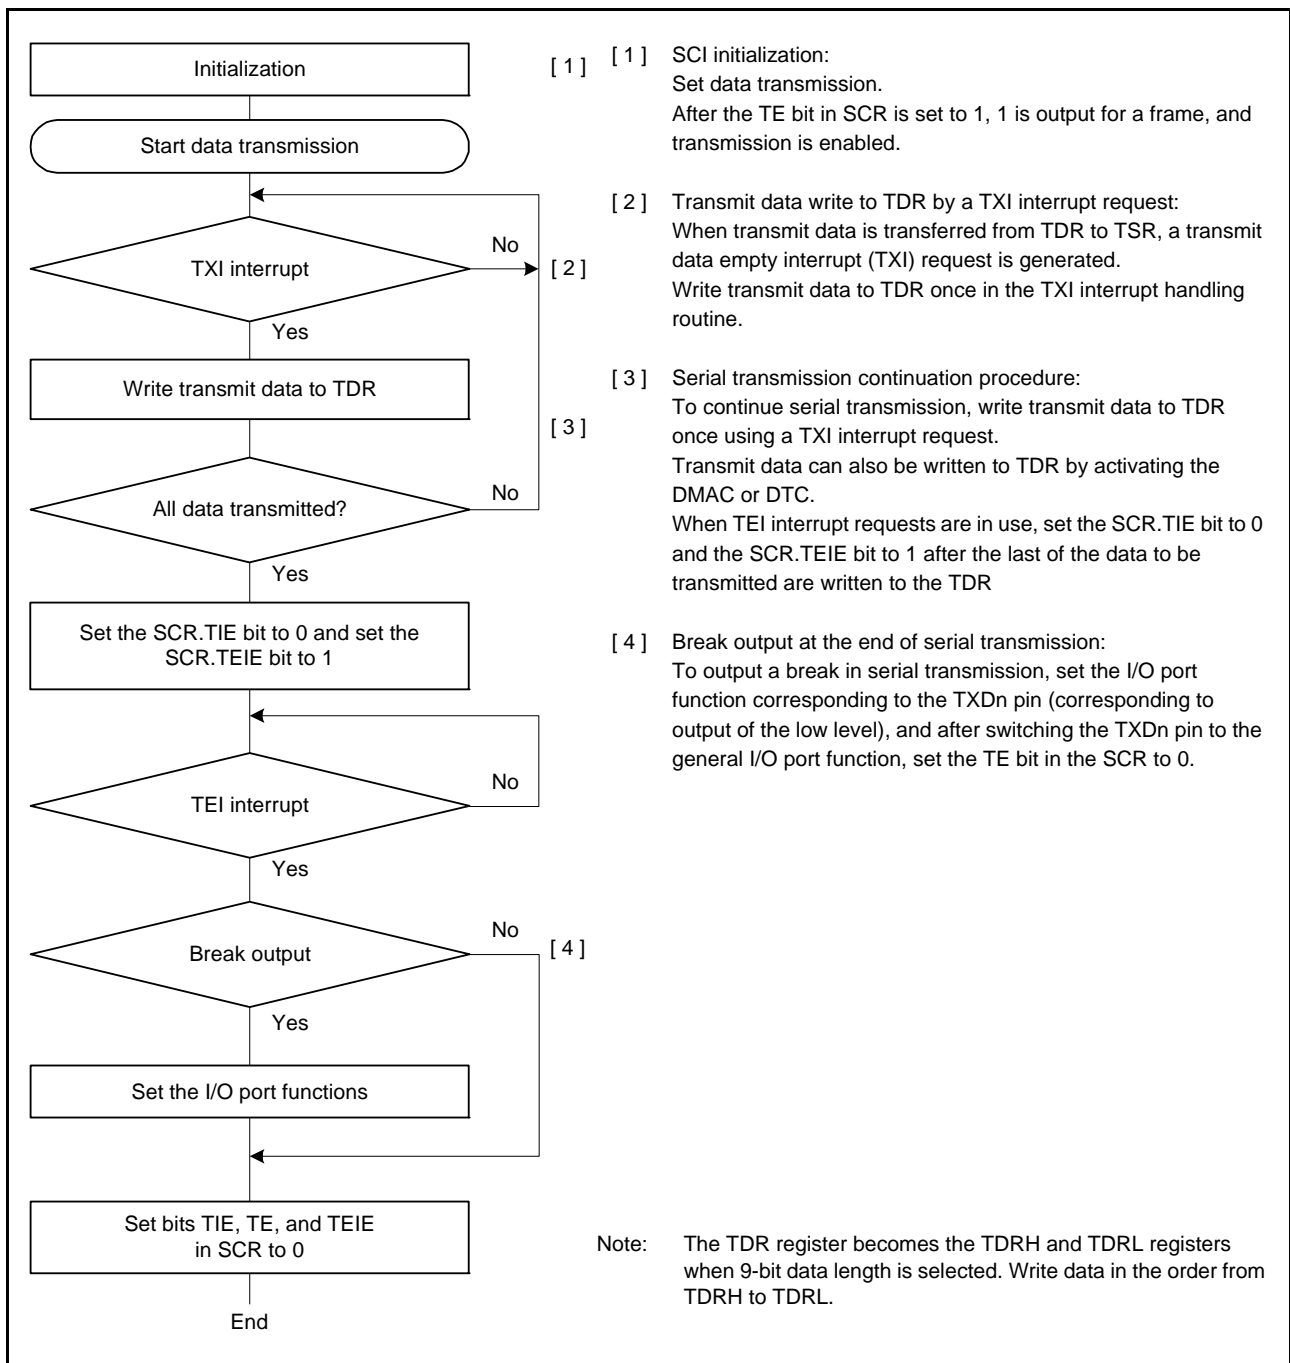 Initialization
[ 1 ]
Start data transmission
TXI interrupt
No
[ 2 ]
Yes
Write transmit data to TDR
[ 3 ]
All data transmitted?
No
Yes
Set the SCR.TIE bit to 0 and set the
SCR.TEIE bit to 1
TEI interrupt
No
Yes
Break output
No
[ 4 ]
Yes
Set the I/O port functions
Set bits TIE, TE, and TEIE
in SCR to 0
End
[ 1 ] SCI initialization:
Set data transmission.
After the TE bit in SCR is set to 1, 1 is output for a frame, and
transmission is enabled.
[ 2 ] Transmit data write to TDR by a TXI interrupt request:
When transmit data is transferred from TDR to TSR, a transmit
data empty interrupt (TXI) request is generated.
Write transmit data to TDR once in the TXI interrupt handling
routine.
[ 3 ] Serial transmission continuation procedure:
To continue serial transmission, write transmit data to TDR
once using a TXI interrupt request.
Transmit data can also be written to TDR by activating the
DMAC or DTC.
When TEI interrupt requests are in use, set the SCR.TIE bit to 0
and the SCR.TEIE bit to 1 after the last of the data to be
transmitted are written to the TDR
[ 4 ] Break output at the end of serial transmission:
To output a break in serial transmission, set the I/O port
function corresponding to the TXDn pin (corresponding to
output of the low level), and after switching the TXDn pin to the
general I/O port function, set the TE bit in the SCR to 0.
Note: The TDR register becomes the TDRH and TDRL registers
when 9-bit data length is selected. Write data in the order from
TDRH to TDRL.